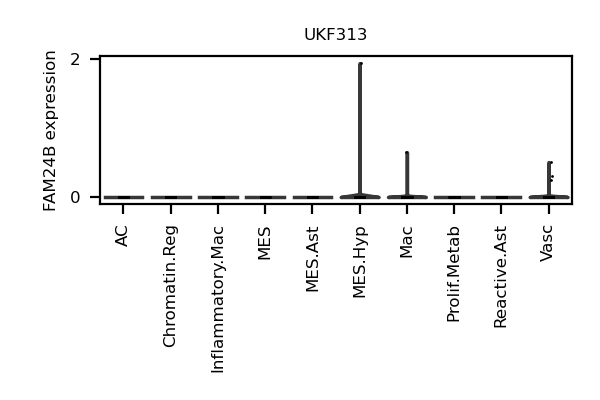 UKF313
FAM24B expression
2
0
AC
Chromatin.Reg
Inflammatory.Mac
MES
MES.Ast
MES.Hyp
Mac
Prolif.Metab
Reactive.Ast
Vasc